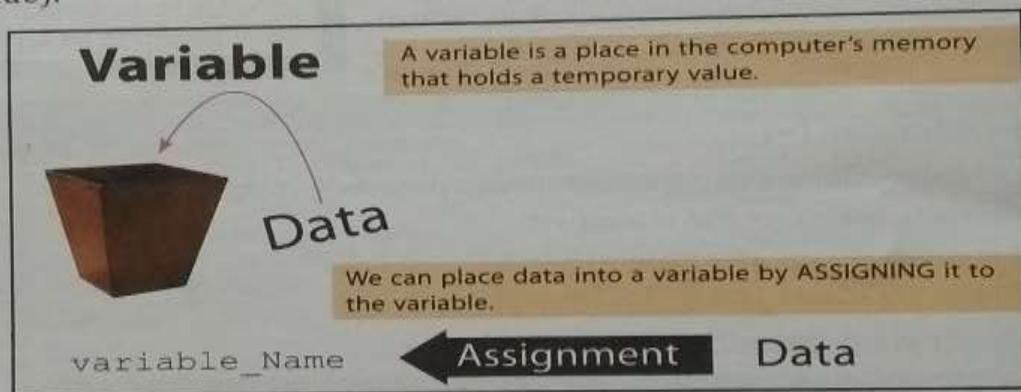 Variable
A variable is a place in the computer's memory
that holds a temporary value.
Data
We can place data into a variable by ASSIGNING it to
the variable.
variable_Name
Assignment
Data